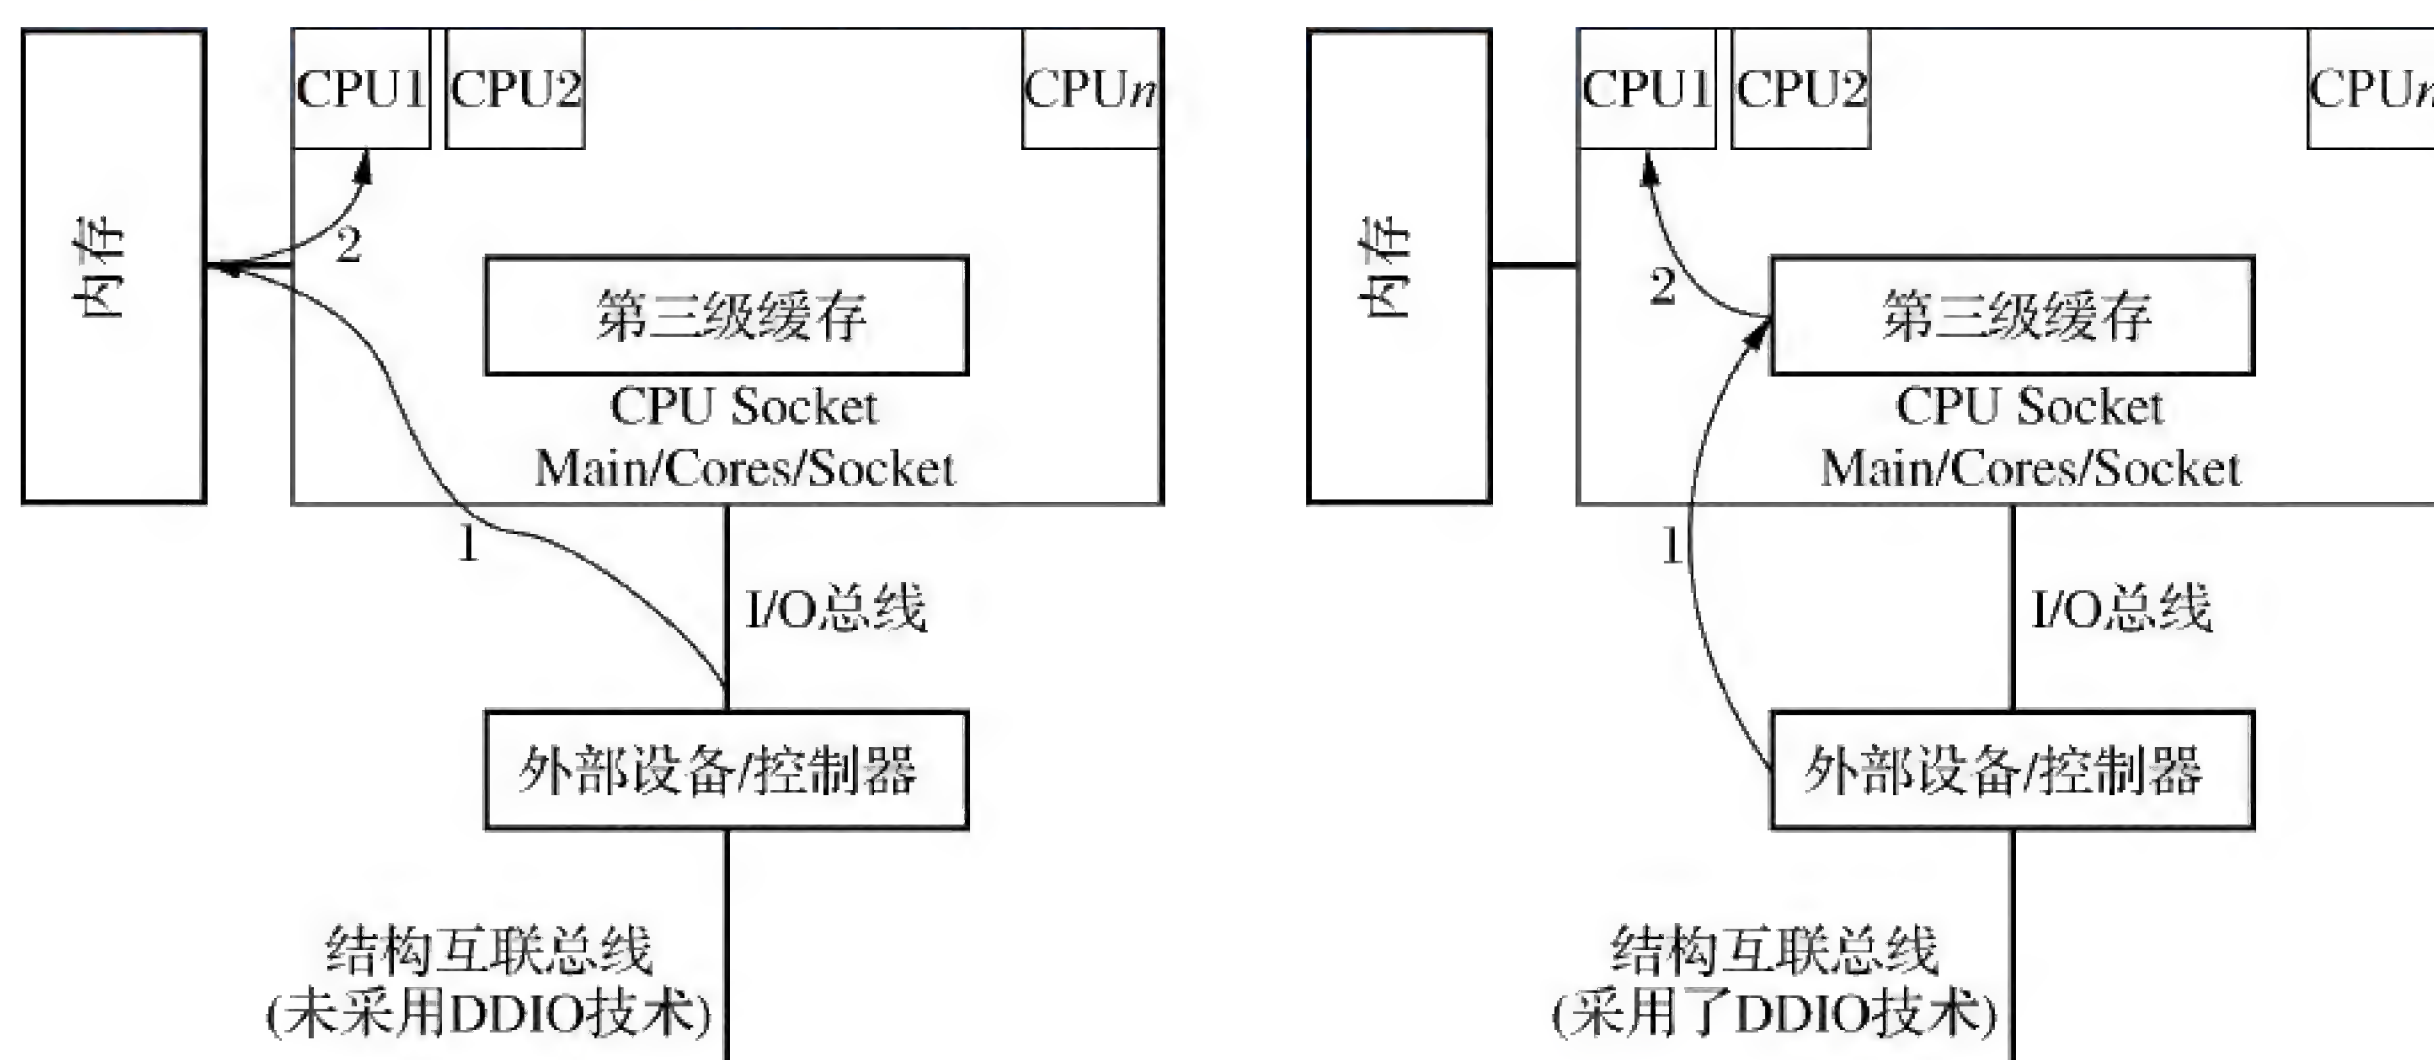 CPU1
CPU2
CPUn
内存
2
第三级缓存
CPU Socket
Main/Cores/Socket
1
I/O总线
外部设备/控制器
结构互联总线
(未采用DDIO技术)
CPU1
CPU2
CPUn
内存
2
第三级缓存
CPU Socket
Main/Cores/Socket
1
I/O总线
外部设备/控制器
结构互联总线
(采用了DDIO技术)